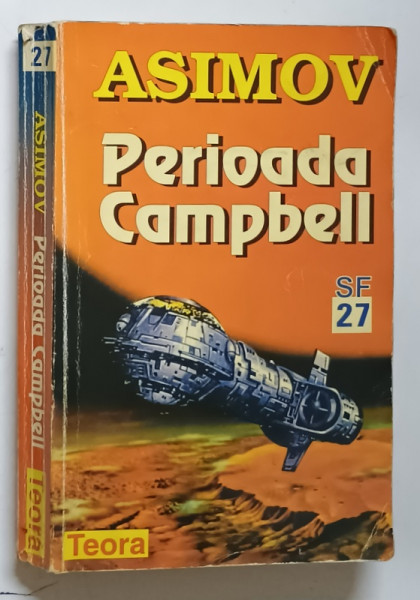 ASIMOV
Perioada
Campbell
SF
27
Teora
27
ASIMOV
Perioada Campbell
Teora